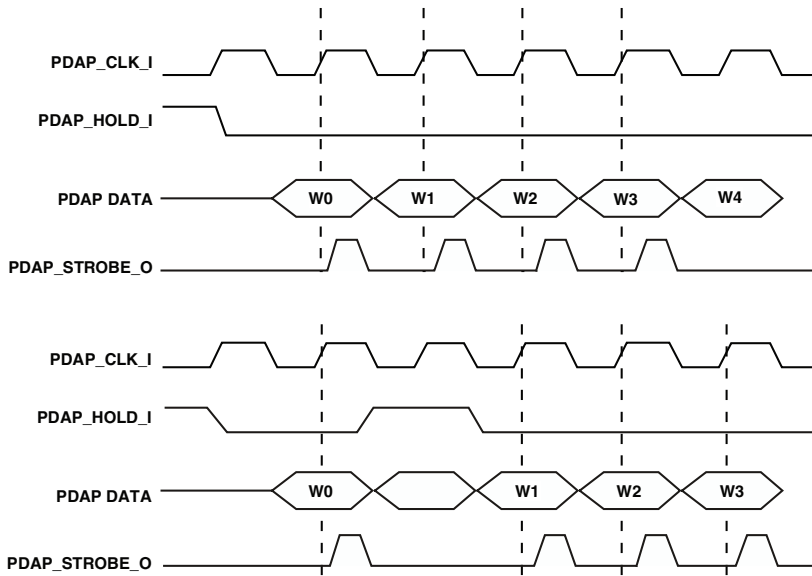 PDAP_CLK_I
PDAP_HOLD_I
PDAP DATA W0 W1 W2 W3 W4
PDAP_STROBE_O
PDAP_CLK_I
PDAP_HOLD_I
PDAP DATA W0 W1 W2 W3
PDAP_STROBE_O